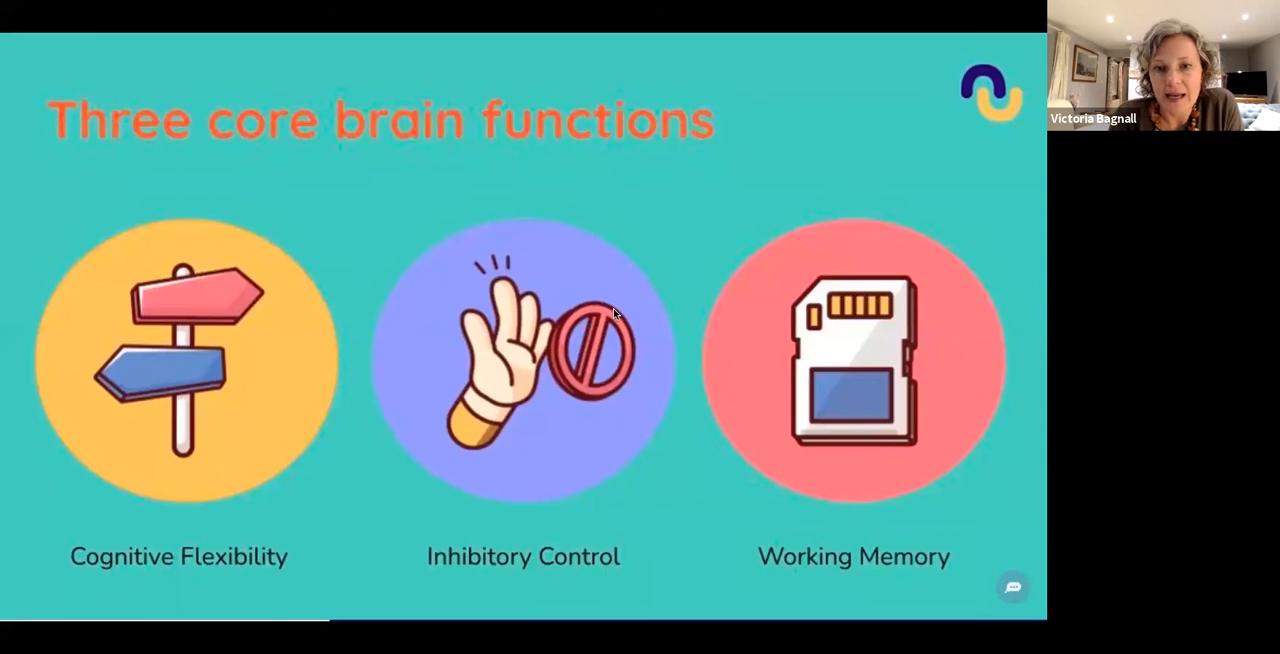 Three core brain functions
Victoria Bagnall
Cognitive Flexibility
Inhibitory Control
Working Memory